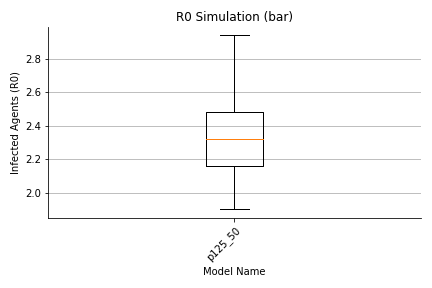 R0 Simulation (bar)
Infected Agents (R0)
2.8
2.6
2.4
2.2
2.0
p125_50
Model Name